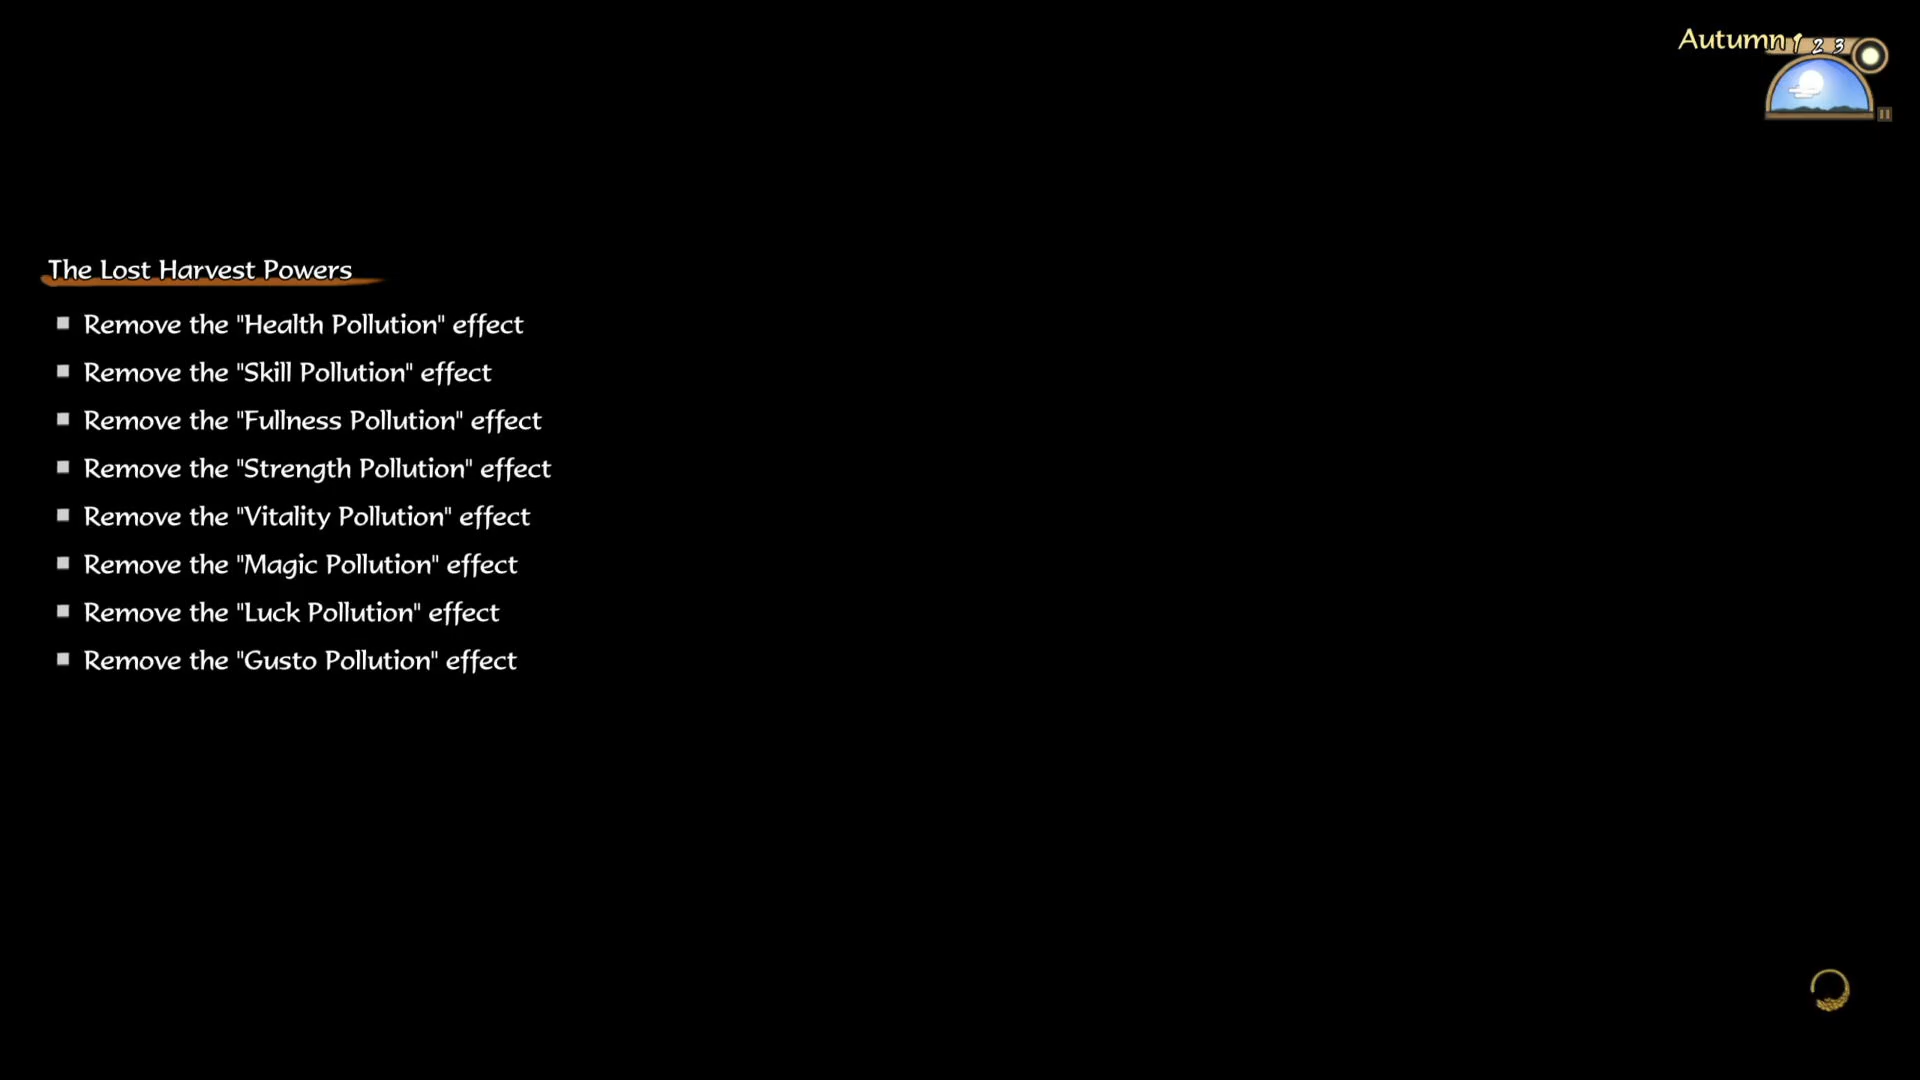 Autumn 1 2 3
The Lost Harvest Powers
Remove the "Health Pollution" effect
Remove the "Skill Pollution" effect
Remove the "Fullness Pollution" effect
Remove the "Strength Pollution" effect
Remove the "Vitality Pollution" effect
Remove the "Magic Pollution" effect
Remove the "Luck Pollution" effect
Remove the "Gusto Pollution" effect